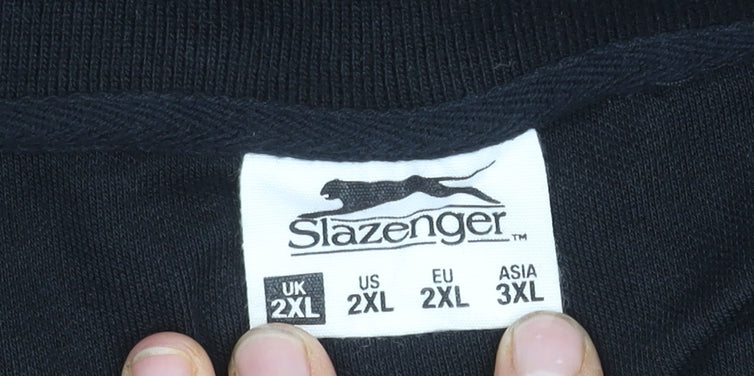 Slazenger™
UK US EU ASIA
2XL 2XL 2XL 3XL